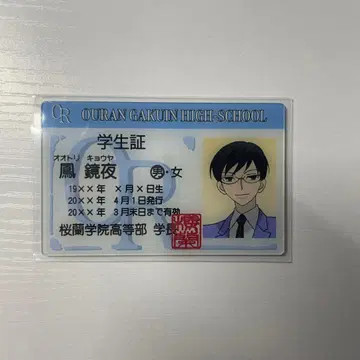 OR OURAN GAKUIN HIGH-SCHOOL
学生証
オオトリ キョウヤ
鳳 鏡夜 男・女
19××年 ×月×日生
20××年 4月1日発行
20××年 3月末日まで有効
桜蘭学院高等部 学長